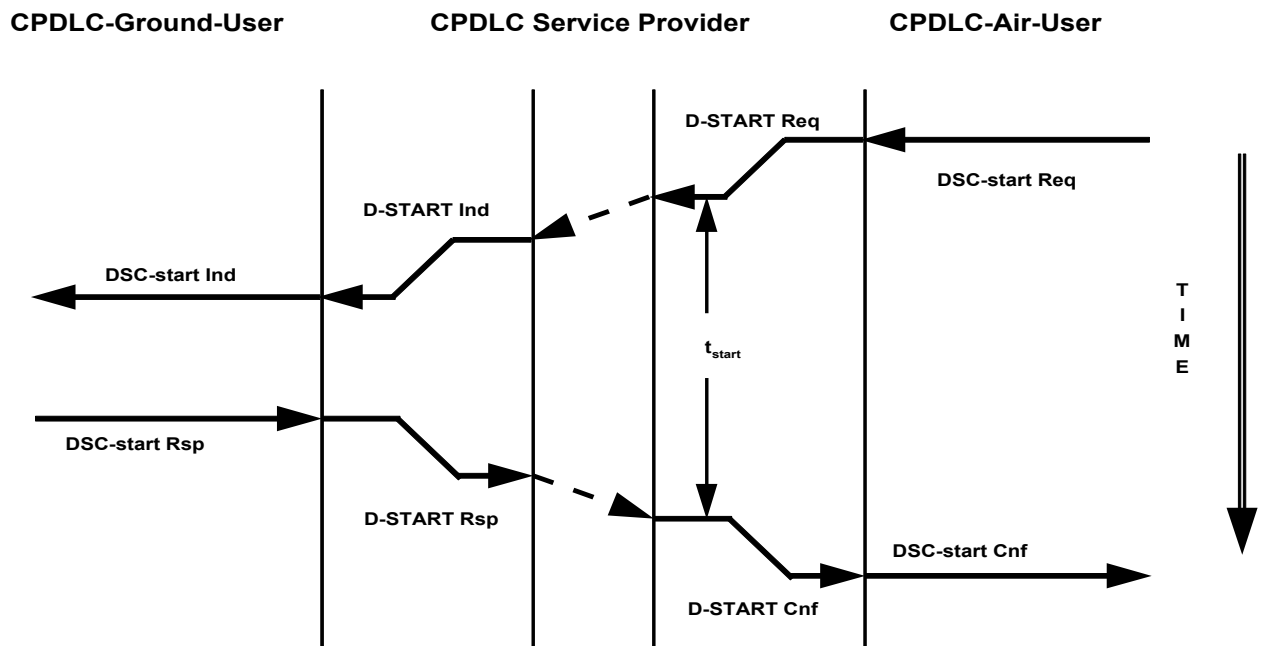 CPDLC-Ground-User
CPDLC Service Provider
CPDLC-Air-User
D-START Req
DSC-start Req
D-START Ind
DSC-start Ind
T
I
M
E
tstart
DSC-start Rsp
D-START Rsp
DSC-start Cnf
D-START Cnf